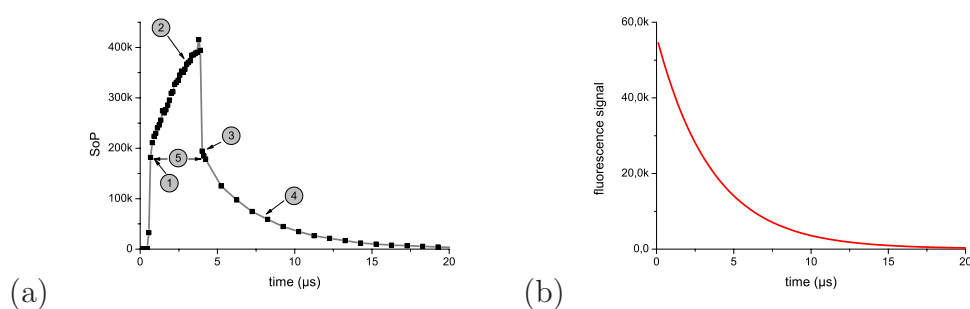 SoP
400k
300k
200k
100k
0
0
5
10
15
20
time (µs)
1
2
3
4
5
(a)
fluorescence signal
60,0k
40,0k
20,0k
0,0
0
5
10
15
20
time (µs)
(b)